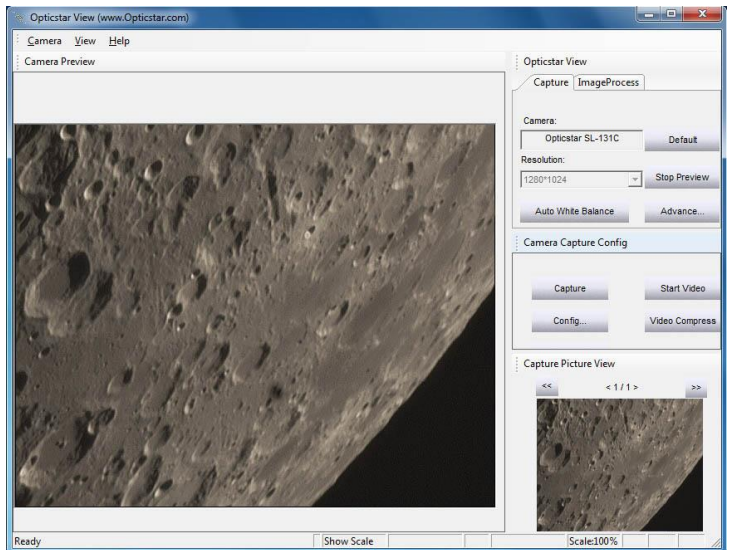 Opticstar View (www.Opticstar.com)
Camera View Help
Camera Preview
Opticstar View
Capture ImageProcess
Camera:
Opticstar SL-131C
Default
Resolution:
1280*1024
Stop Preview
Auto White Balance
Advance...
Camera Capture Config
Capture
Start Video
Config...
Video Compress
Capture Picture View
<<
< 1 / 1 >
>>
Ready
Show Scale
Scale:100%